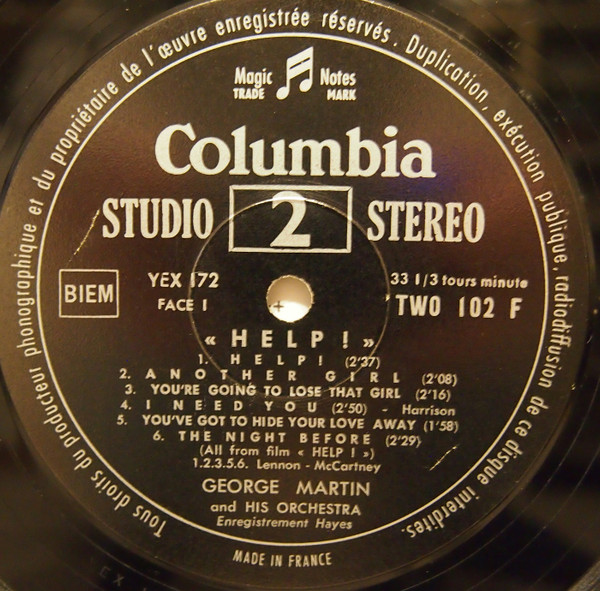 Tous droits du producteur phonographique et du propriétaire de l'œuvre enregistrée réservés. Duplication, exécution publique, radiodiffusion de ce disque interdites.
Magic Notes
TRADE MARK
Columbia
STUDIO 2 STEREO
BIEM
YEX 172
FACE 1
33 1/3 tours minute
TWO 102 F
« HELP! »
1. HELP! (2'37)
2. ANOTHER GIRL (2'08)
3. YOU'RE GOING TO LOSE THAT GIRL (2'16)
4. I NEED YOU (2'50) - Harrison
5. YOU'VE GOT TO HIDE YOUR LOVE AWAY (1'58)
6. THE NIGHT BEFORE (2'29)
(All from film « HELP ! »)
1.2.3.5.6. Lennon - McCartney
GEORGE MARTIN
and HIS ORCHESTRA
Enregistrement Hayes
MADE IN FRANCE